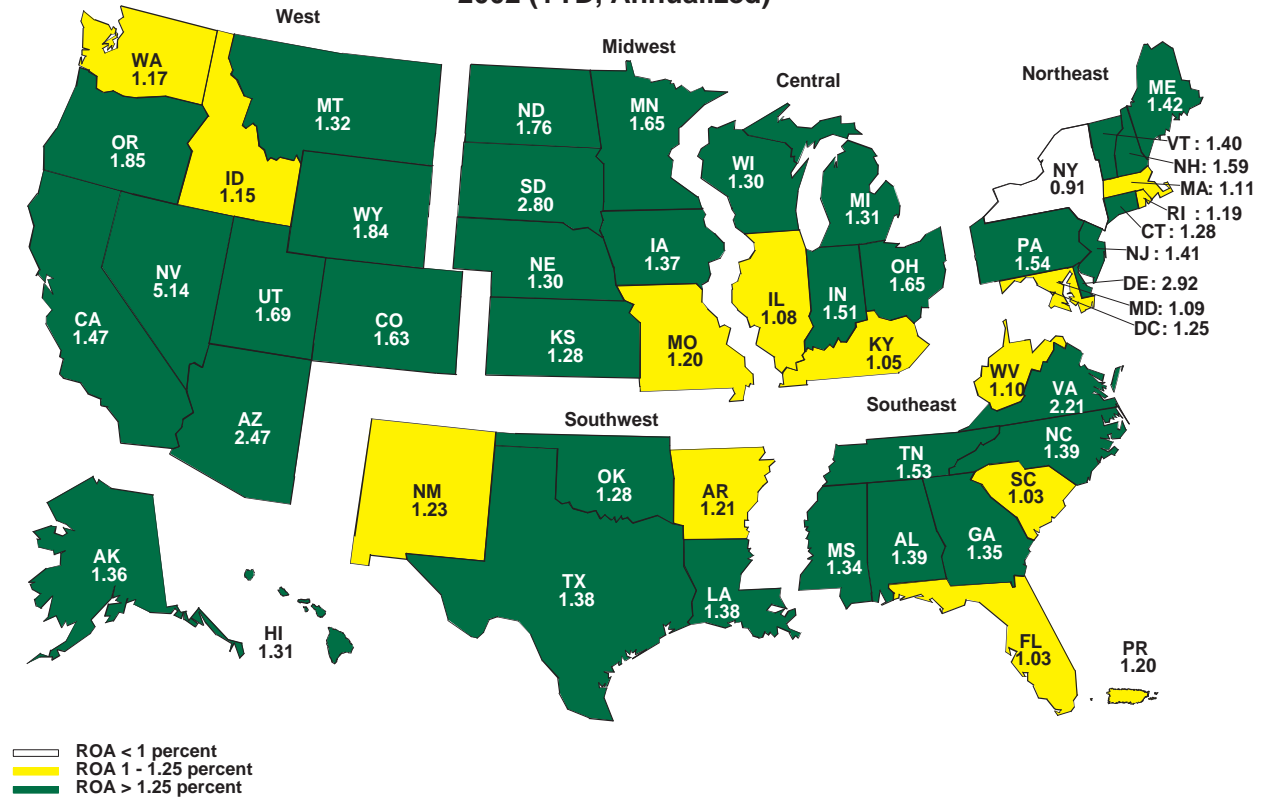 2002 (YTD, Annualized)
West
Midwest
Central
Northeast
WA
1.17
OR
1.85
ID
1.15
MT
1.32
WY
1.84
NV
5.14
CA
1.47
UT
1.69
CO
1.63
AZ
2.47
AK
1.36
HI
1.31
ND
1.76
MN
1.65
SD
2.80
NE
1.30
IA
1.37
KS
1.28
MO
1.20
WI
1.30
MI
1.31
IL
1.08
IN
1.51
OH
1.65
KY
1.05
ME
1.42
NY
0.91
VT : 1.40
NH: 1.59
MA: 1.11
RI : 1.19
CT : 1.28
PA
1.54
NJ : 1.41
DE: 2.92
MD: 1.09
DC: 1.25
Southwest
NM
1.23
OK
1.28
AR
1.21
TX
1.38
LA
1.38
Southeast
WV
1.10
VA
2.21
NC
1.39
TN
1.53
SC
1.03
MS
1.34
AL
1.39
GA
1.35
FL
1.03
PR
1.20
ROA < 1 percent
ROA 1 - 1.25 percent
ROA > 1.25 percent